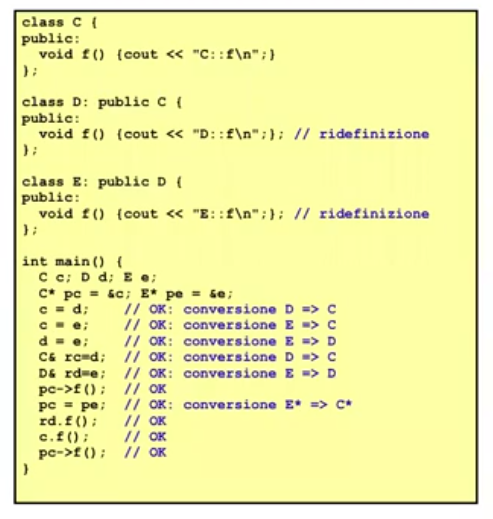 class C {
public:
  void f() {cout << "C::f\n";}
};

class D: public C {
public:
  void f() {cout << "D::f\n";}; // ridefinizione
};

class E: public D {
public:
  void f() {cout << "E::f\n";}; // ridefinizione
};

int main() {
  C c; D d; E e;
  C* pc = &c; E* pe = &e;
  c = d;    // OK: conversione D => C
  c = e;    // OK: conversione E => C
  d = e;    // OK: conversione E => D
  C& rc=d;  // OK: conversione D => C
  D& rd=e;  // OK: conversione E => D
  pc->f();  // OK
  pc = pe;  // OK: conversione E* => C*
  rd.f();   // OK
  c.f();    // OK
  pc->f();  // OK
}